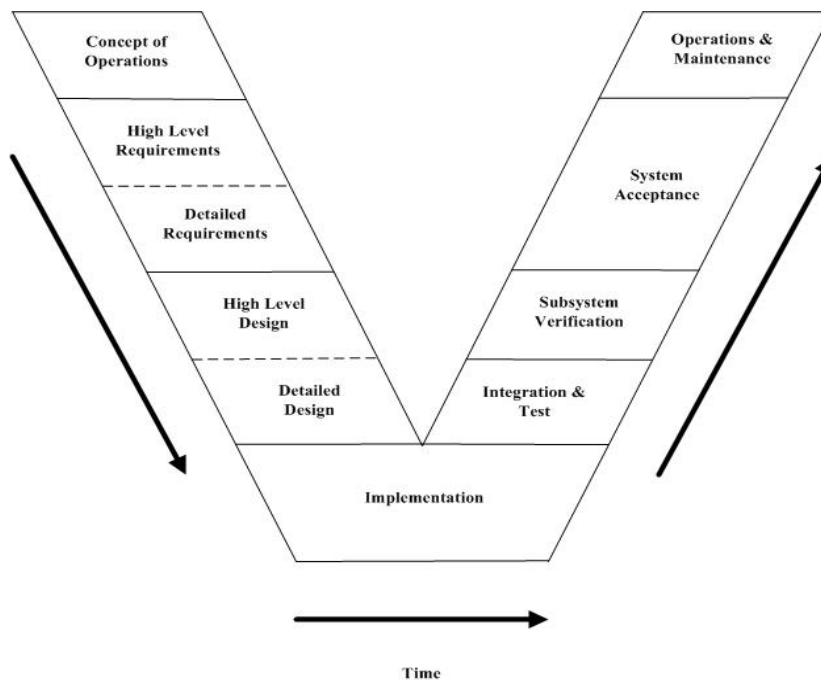 Concept of
Operations
High Level
Requirements
Detailed
Requirements
High Level
Design
Detailed
Design
Implementation
Integration &
Test
Subsystem
Verification
System
Acceptance
Operations &
Maintenance
Time